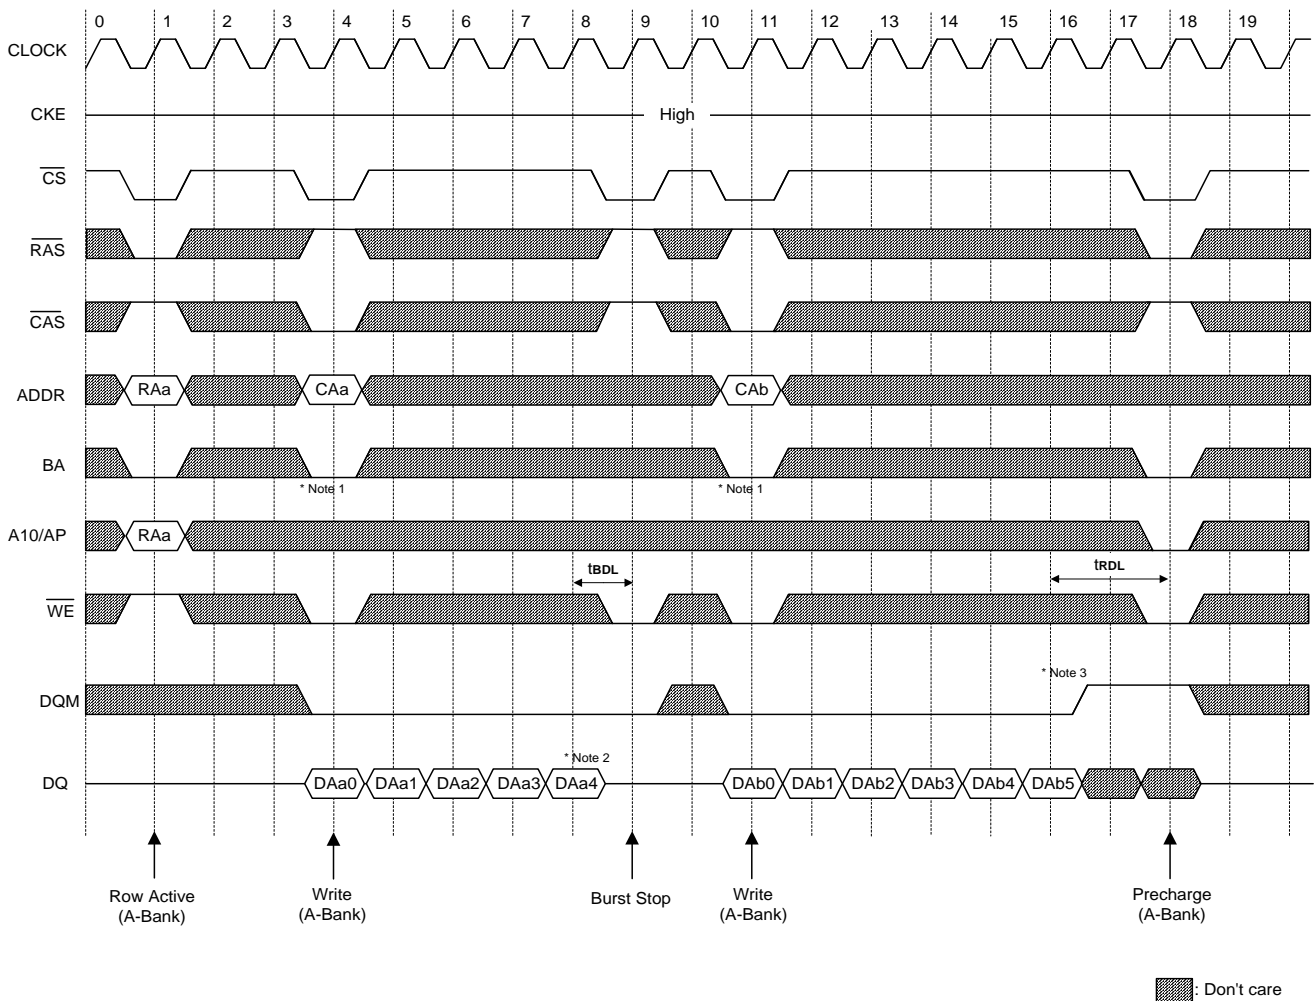 0 1 2 3 4 5 6 7 8 9 10 11 12 13 14 15 16 17 18 19
CLOCK
CKE
High
CS
RAS
CAS
ADDR
RAa CAa CAb
BA
* Note 1 * Note 1
A10/AP
RAa
tBDL tRDL
WE
* Note 3
DQM
* Note 2
DQ
DAa0 DAa1 DAa2 DAa3 DAa4 DAb0 DAb1 DAb2 DAb3 DAb4 DAb5
Row Active
(A-Bank)
Write
(A-Bank)
Burst Stop
Write
(A-Bank)
Precharge
(A-Bank)
: Don't care